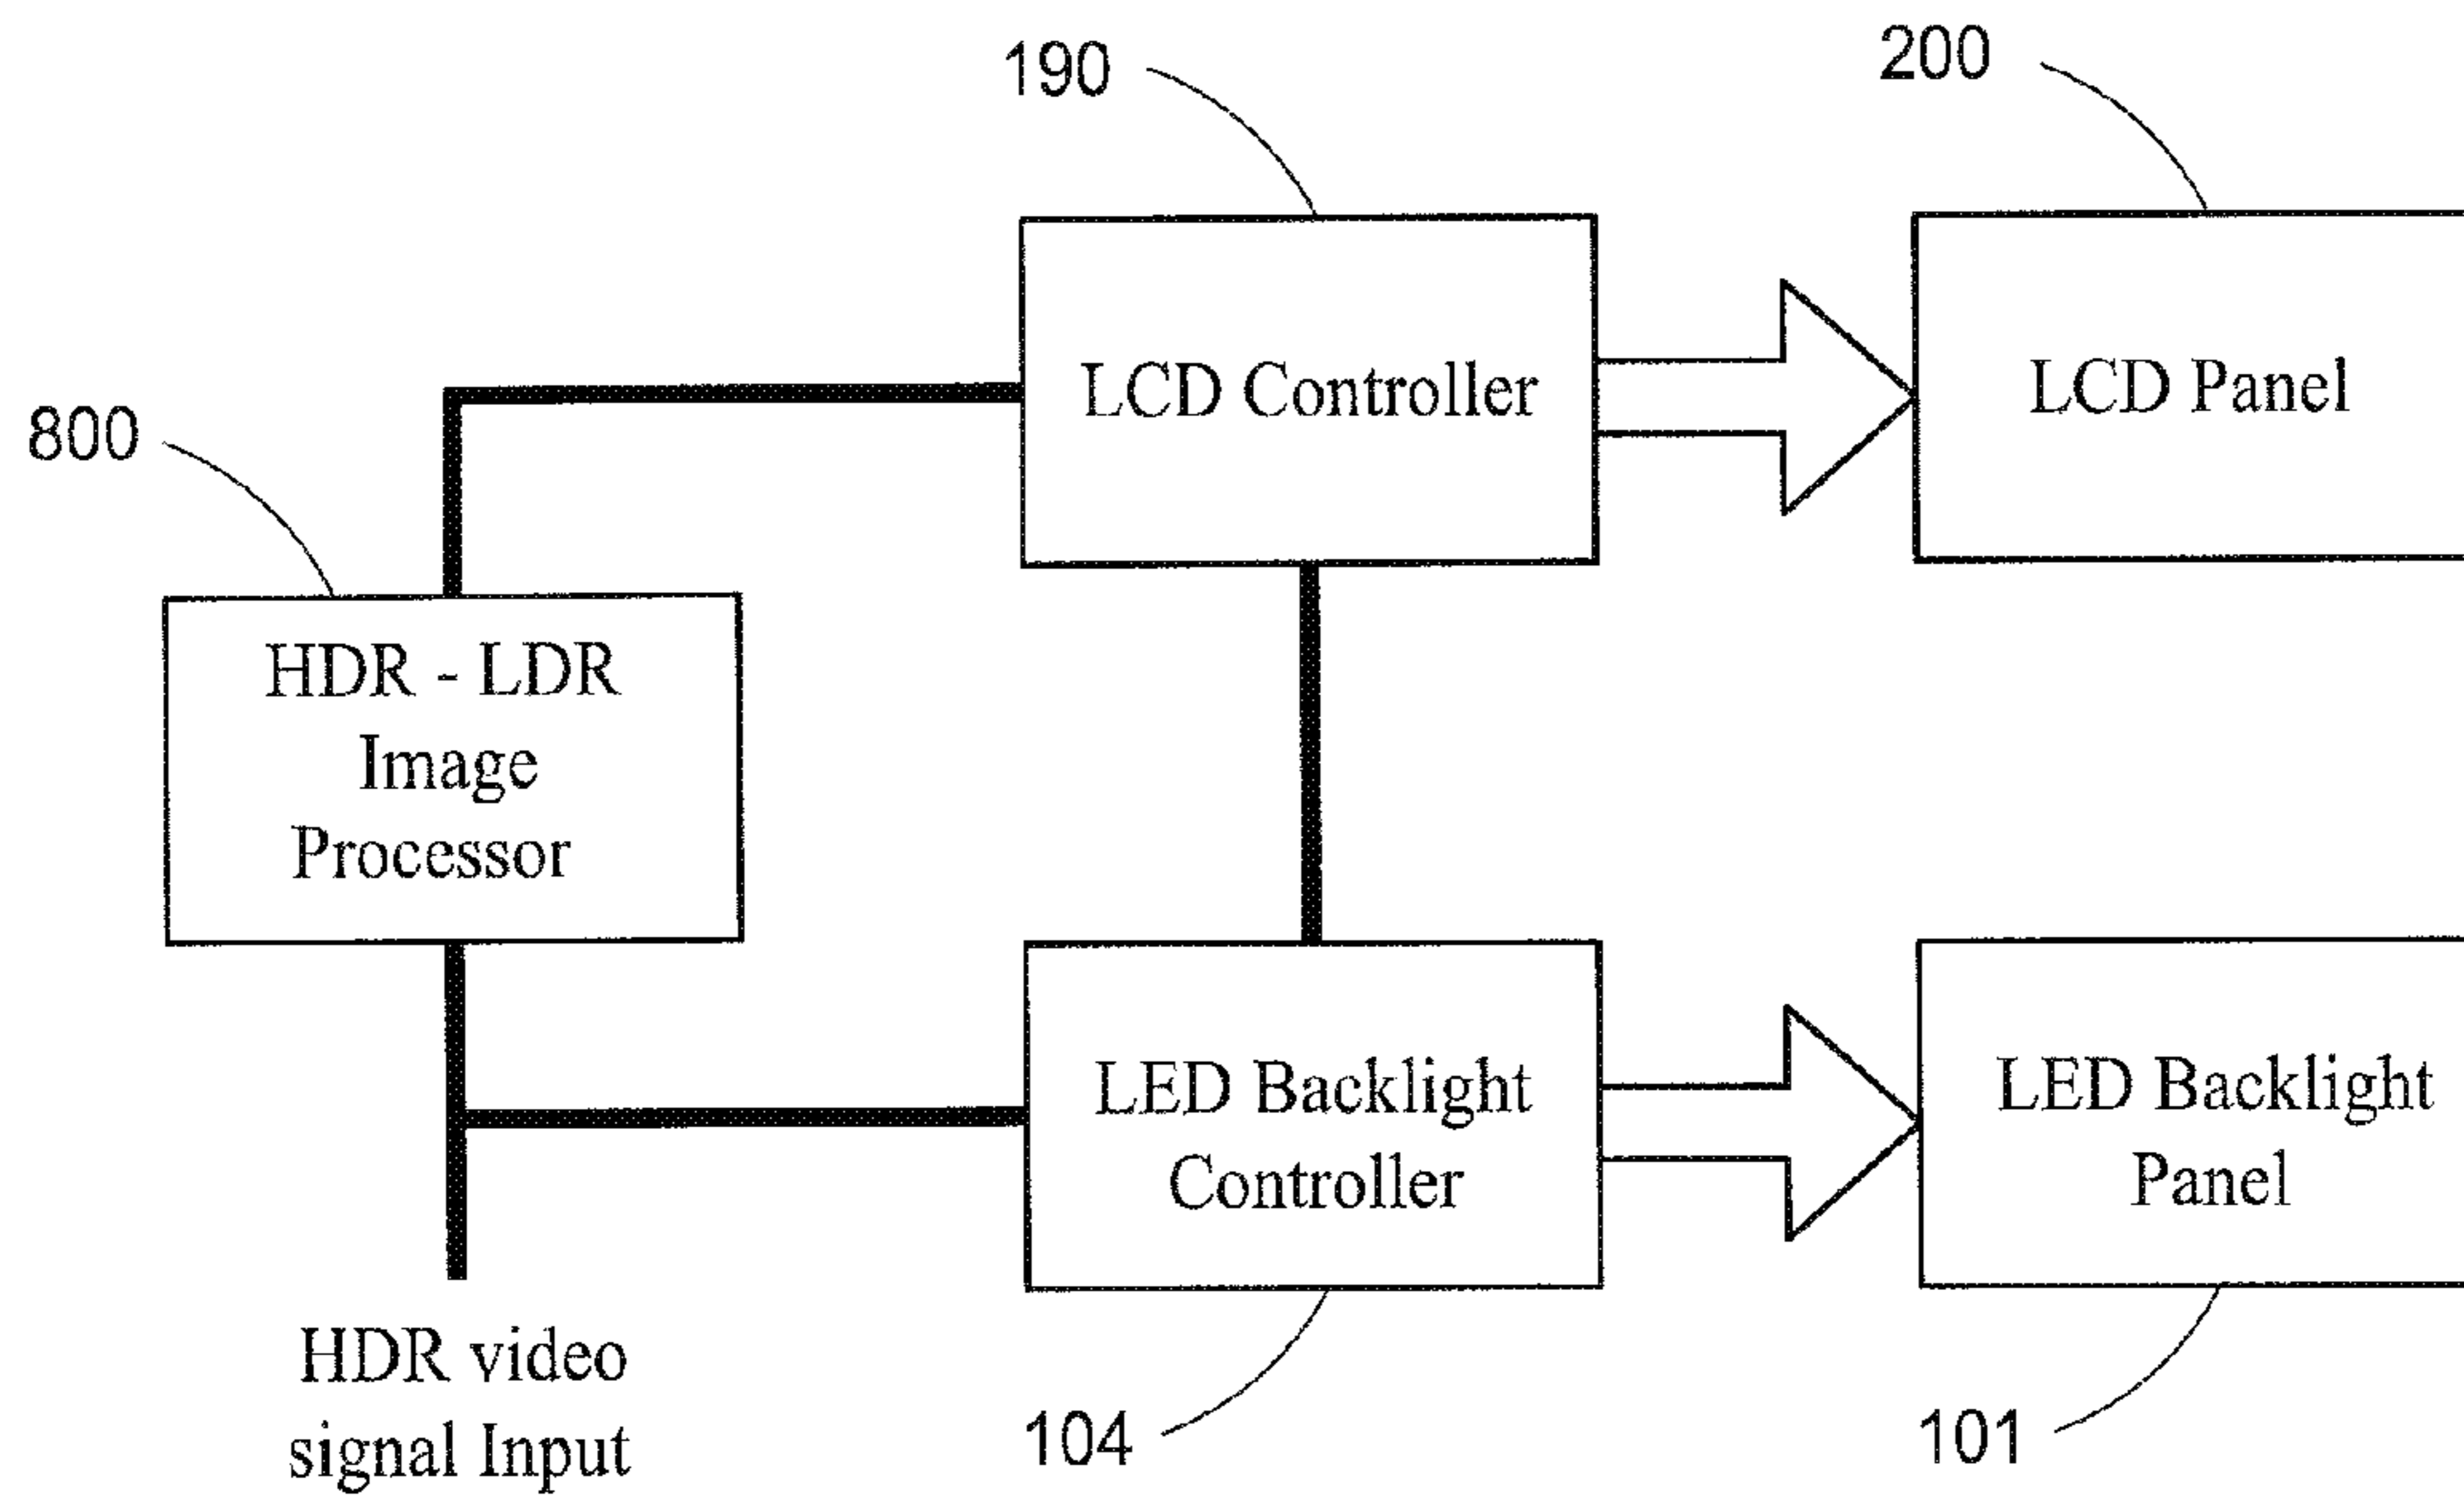 190
200
LCD Controller
LCD Panel
800
HDR - LDR
Image
Processor
LED Backlight
Controller
LED Backlight
Panel
HDR video
signal Input
104
101